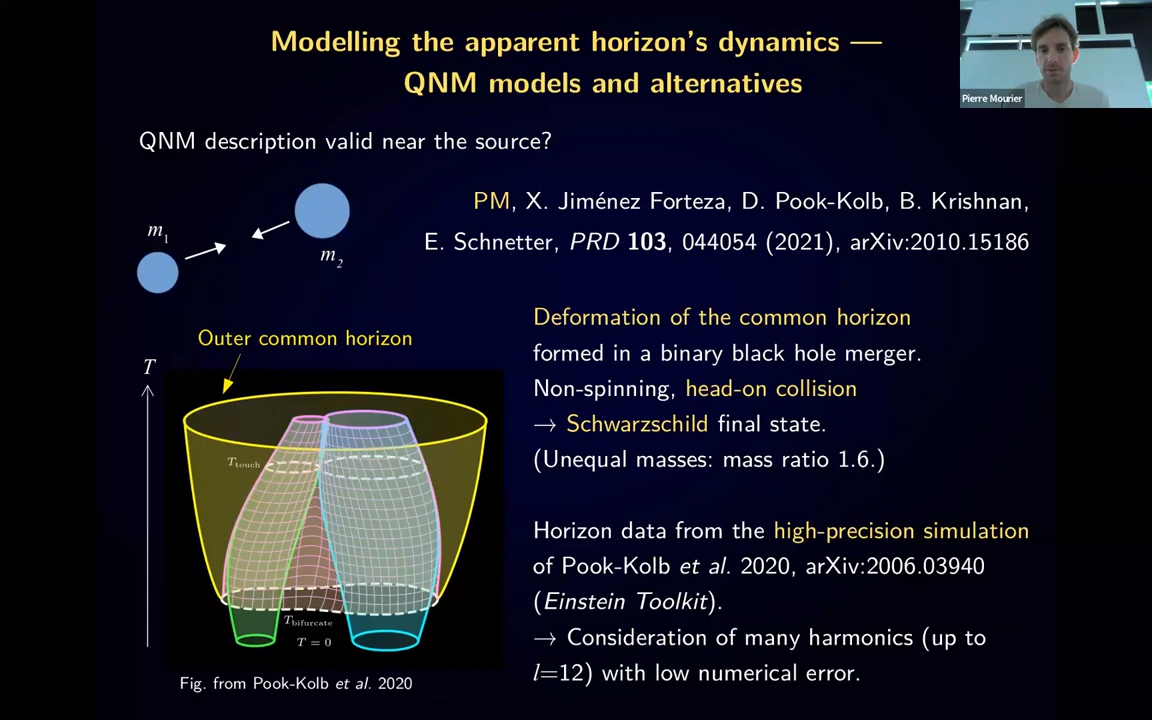 Modelling the apparent horizon's dynamics —
QNM models and alternatives
Pierre Mourier
QNM description valid near the source?
m1
m2
PM, X. Jiménez Forteza, D. Pook-Kolb, B. Krishnan,
E. Schnetter, PRD 103, 044054 (2021), arXiv:2010.15186
Outer common horizon
T
Ttouch
Tbifurcate
T = 0
Fig. from Pook-Kolb et al. 2020
Deformation of the common horizon
formed in a binary black hole merger.
Non-spinning, head-on collision
→ Schwarzschild final state.
(Unequal masses: mass ratio 1.6.)
Horizon data from the high-precision simulation
of Pook-Kolb et al. 2020, arXiv:2006.03940
(Einstein Toolkit).
→ Consideration of many harmonics (up to
l=12) with low numerical error.